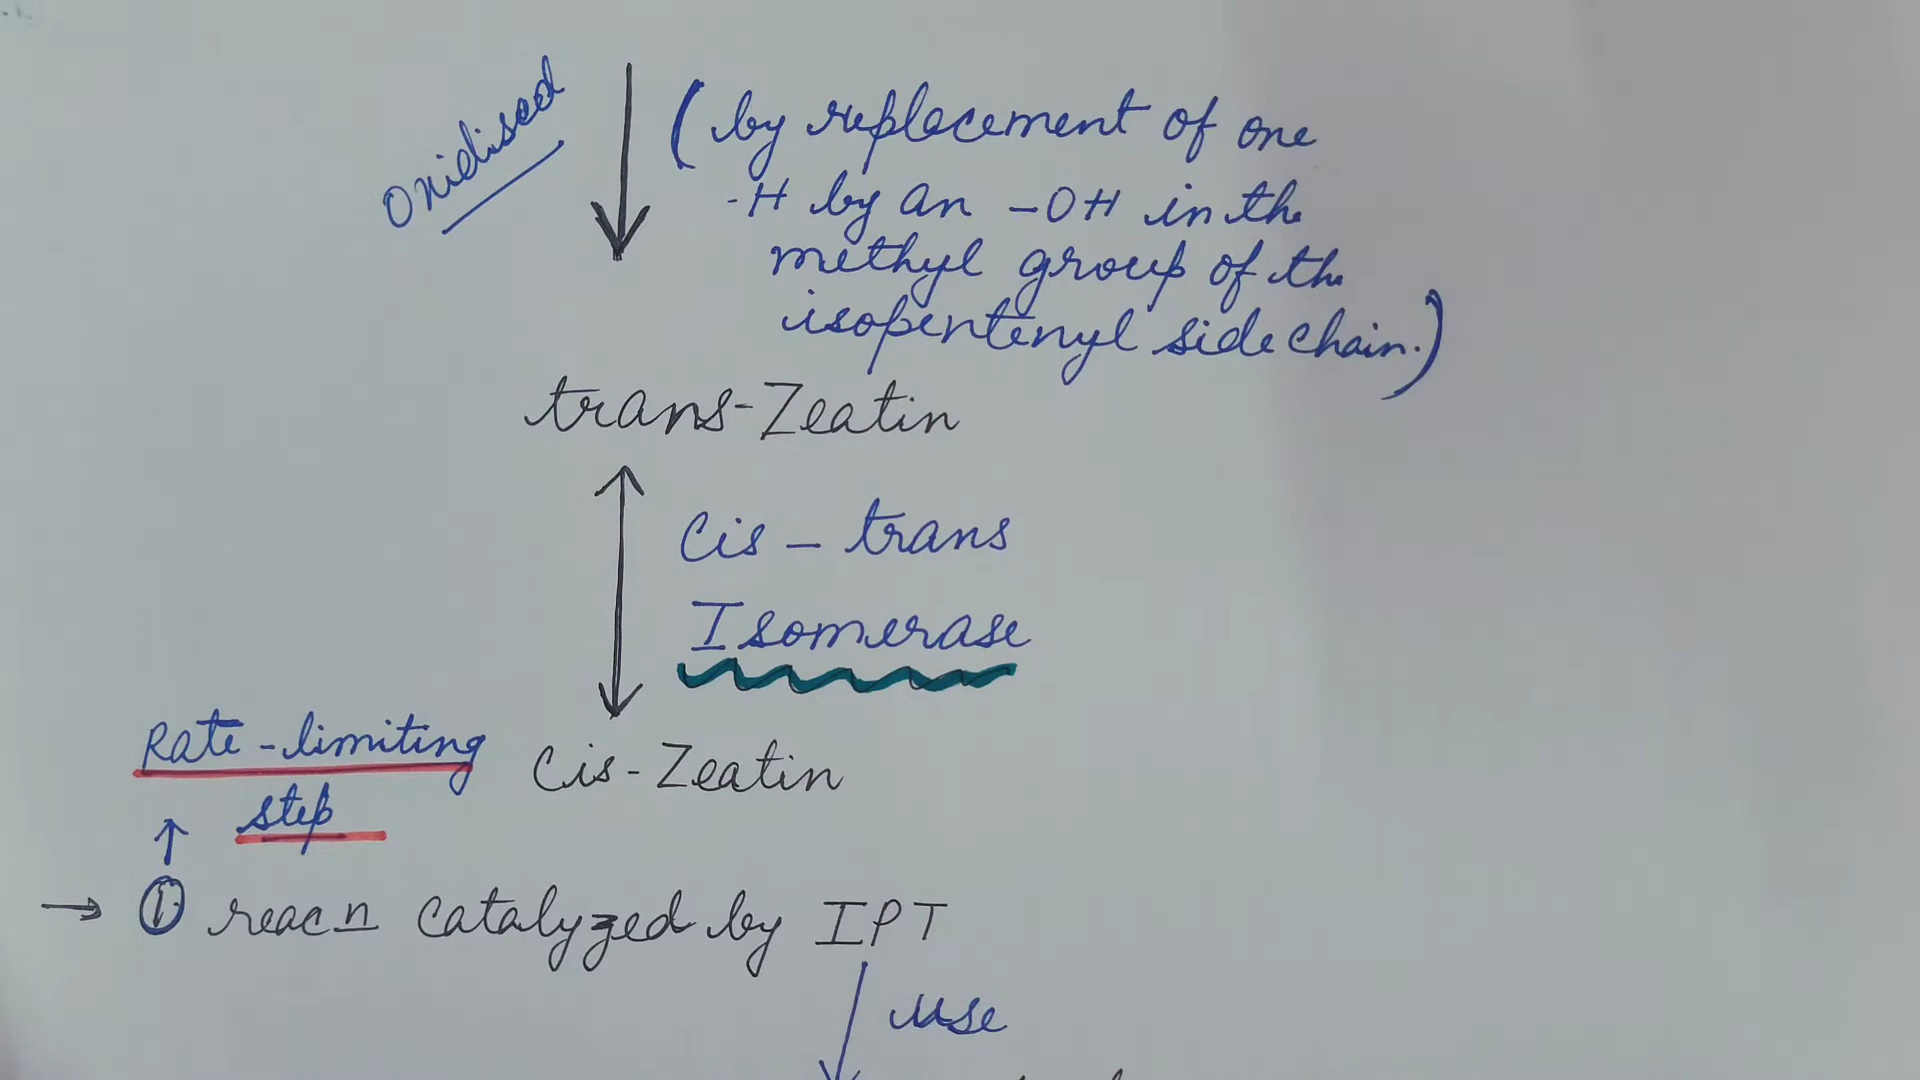 Oxidised
(by replacement of one
-H by an -OH in the
methyl group of the
isopentenyl side chain.)
trans-Zeatin
Cis - trans
Isomerase
Rate-limiting
step
Cis-Zeatin
→ ① reacn catalyzed by IPT
use